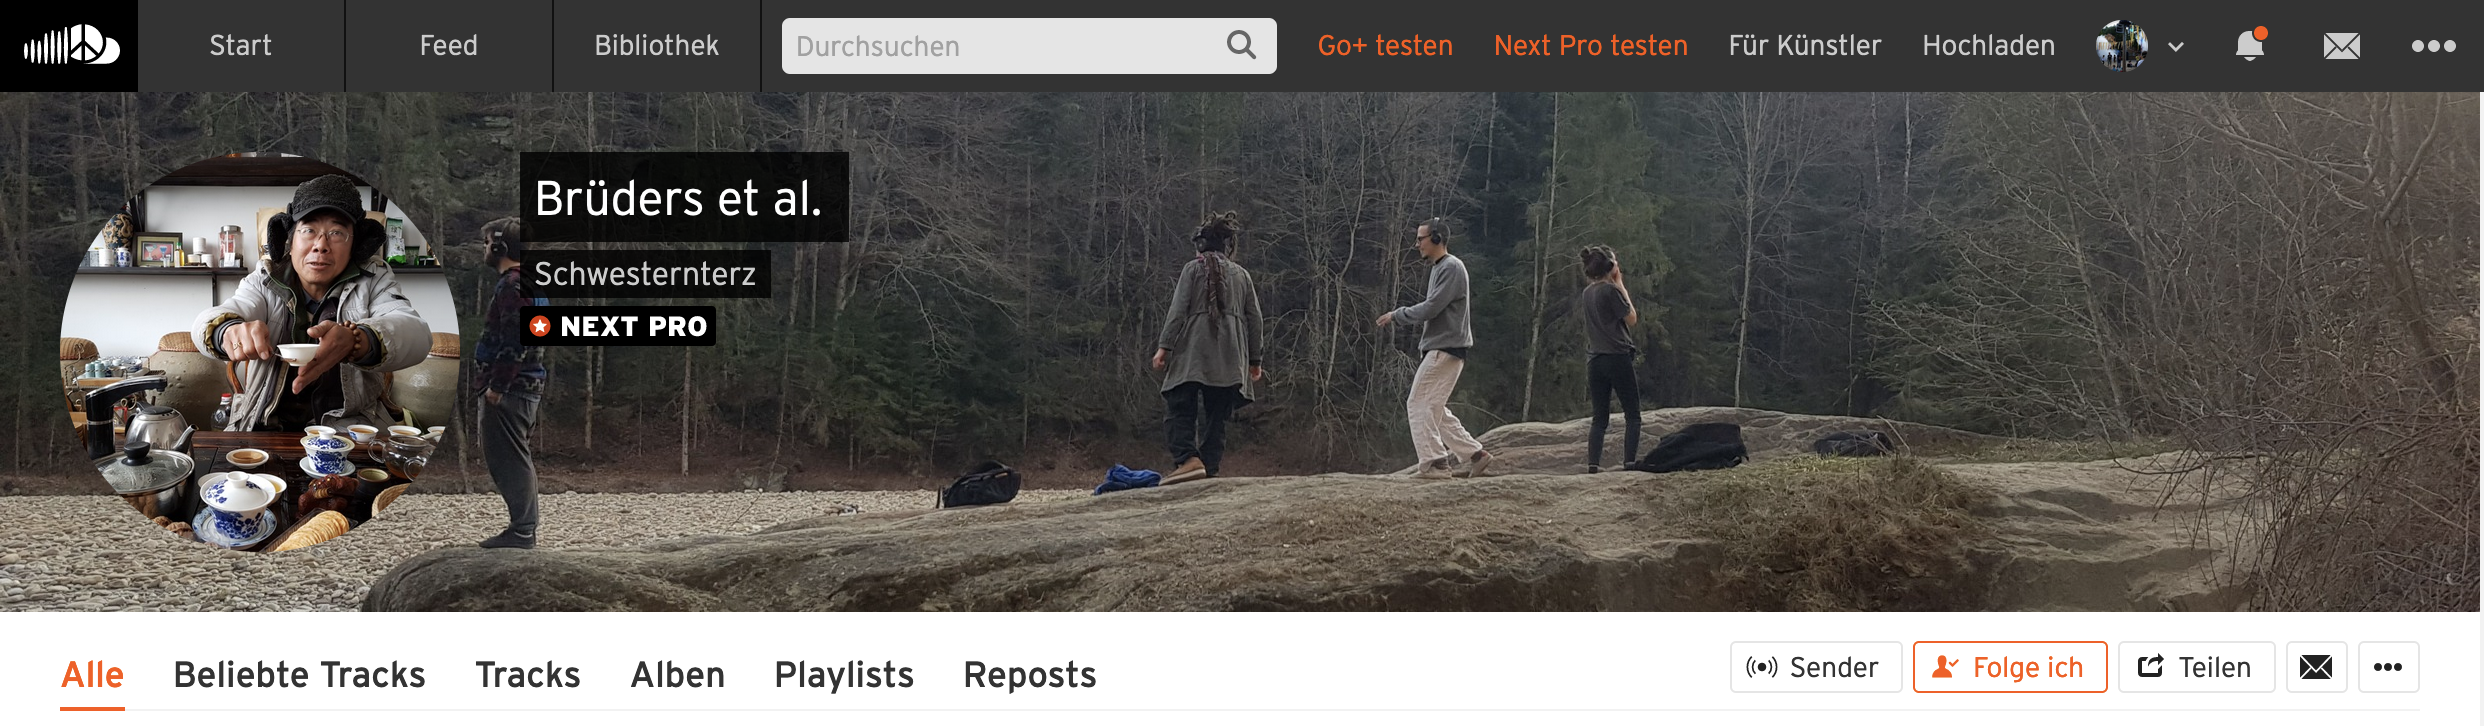 Start Feed Bibliothek Durchsuchen Go+ testen Next Pro testen Für Künstler Hochladen
Brüders et al.
Schwesternterz
NEXT PRO
Alle Beliebte Tracks Tracks Alben Playlists Reposts Sender Folge ich Teilen